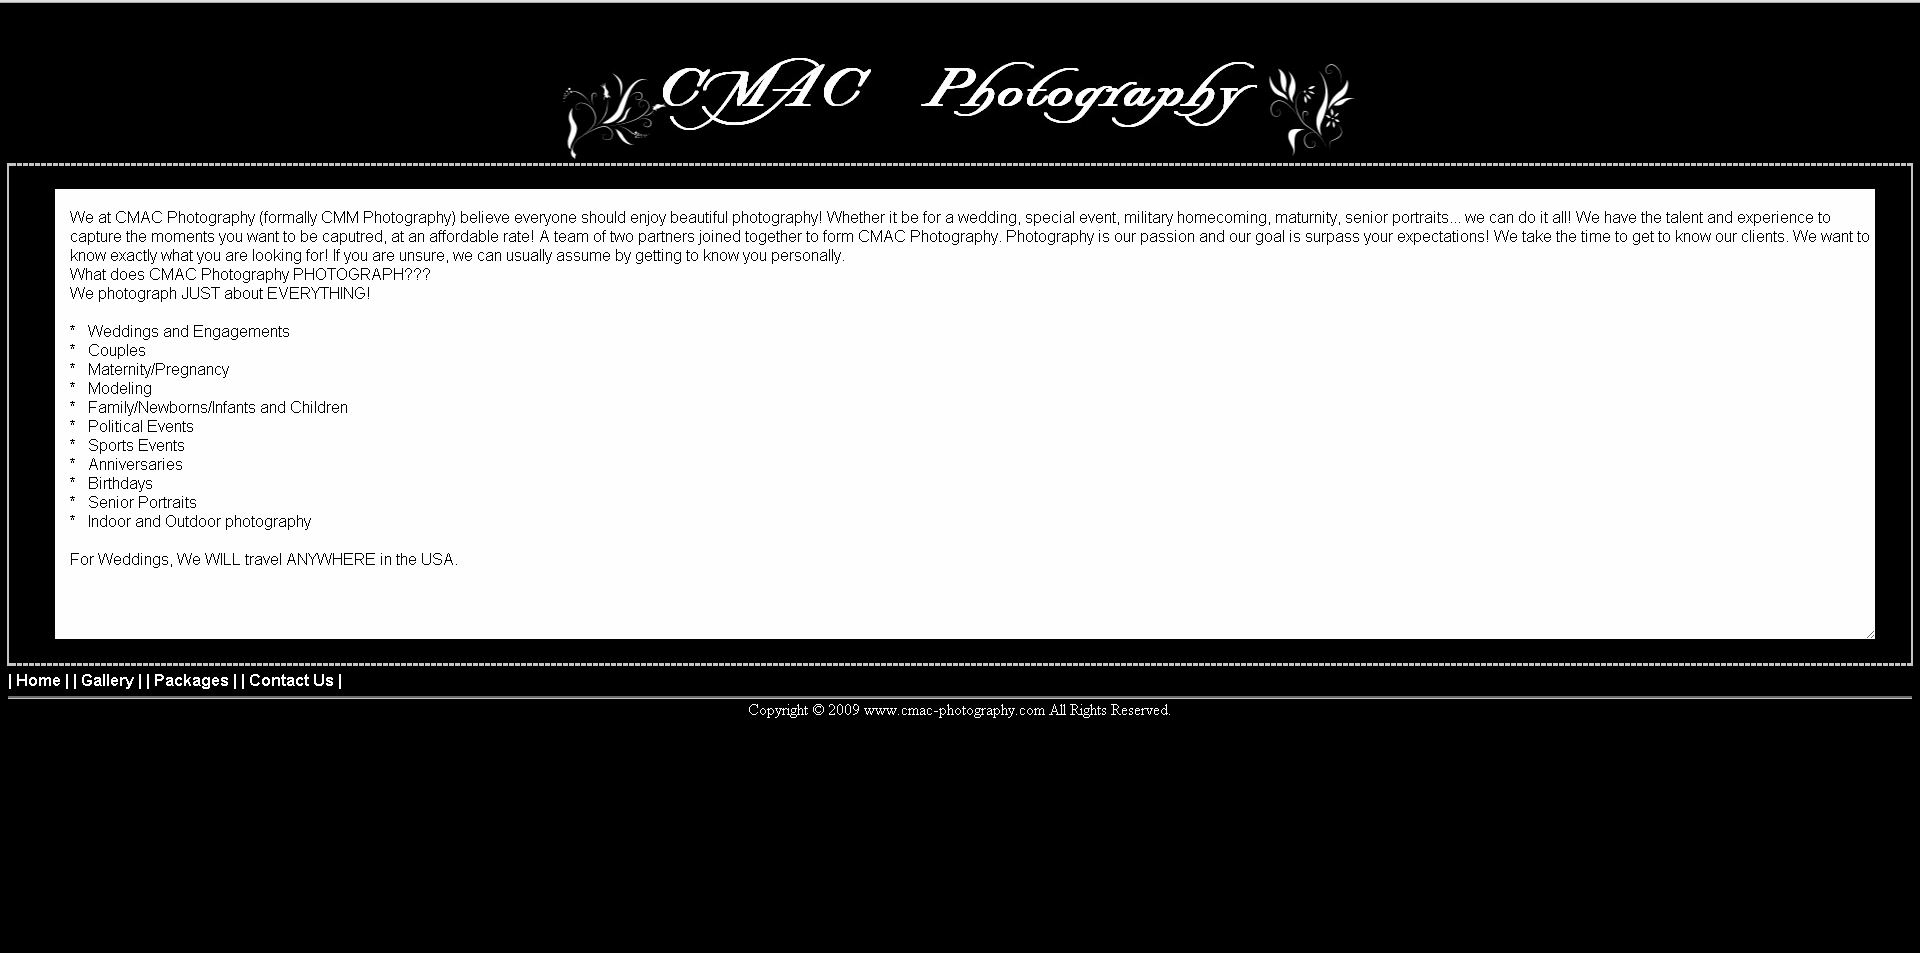 CMAC Photography
We at CMAC Photography (formally CMM Photography) believe everyone should enjoy beautiful photography! Whether it be for a wedding, special event, military homecoming, maturnity, senior portraits... we can do it all! We have the talent and experience to
capture the moments you want to be caputred, at an affordable rate! A team of two partners joined together to form CMAC Photography. Photography is our passion and our goal is surpass your expectations! We take the time to get to know our clients. We want to
know exactly what you are looking for! If you are unsure, we can usually assume by getting to know you personally.
What does CMAC Photography PHOTOGRAPH???
We photograph JUST about EVERYTHING!
* Weddings and Engagements
* Couples
* Maternity/Pregnancy
* Modeling
* Family/Newborns/Infants and Children
* Political Events
* Sports Events
* Anniversaries
* Birthdays
* Senior Portraits
* Indoor and Outdoor photography
For Weddings, We WILL travel ANYWHERE in the USA.
| Home | | Gallery | | Packages | | Contact Us |
Copyright © 2009 www.cmac-photography.com All Rights Reserved.